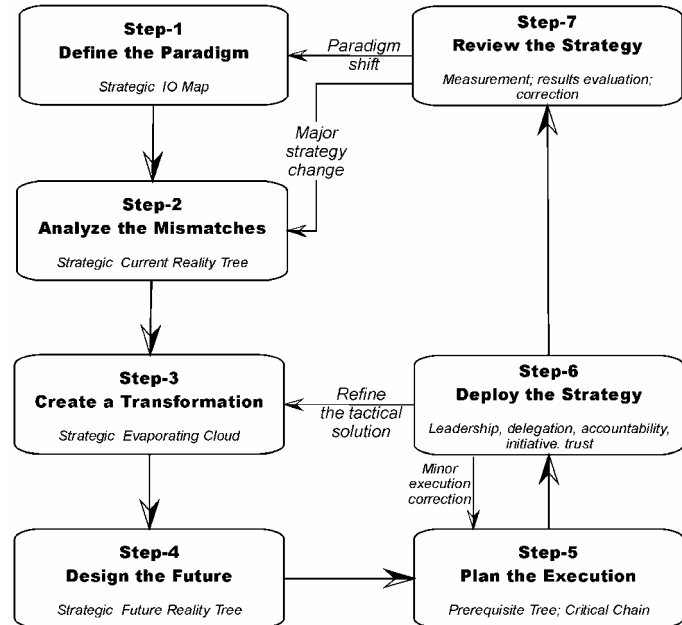 Step-1
Define the Paradigm
Strategic IO Map
Paradigm
shift
Step-7
Review the Strategy
Measurement; results evaluation;
correction
Major
strategy
change
Step-2
Analyze the Mismatches
Strategic Current Reality Tree
Step-3
Create a Transformation
Strategic Evaporating Cloud
Refine
the tactical
solution
Step-6
Deploy the Strategy
Leadership, delegation, accountability,
initiative. trust
Minor
execution
correction
Step-4
Design the Future
Strategic Future Reality Tree
Step-5
Plan the Execution
Prerequisite Tree; Critical Chain